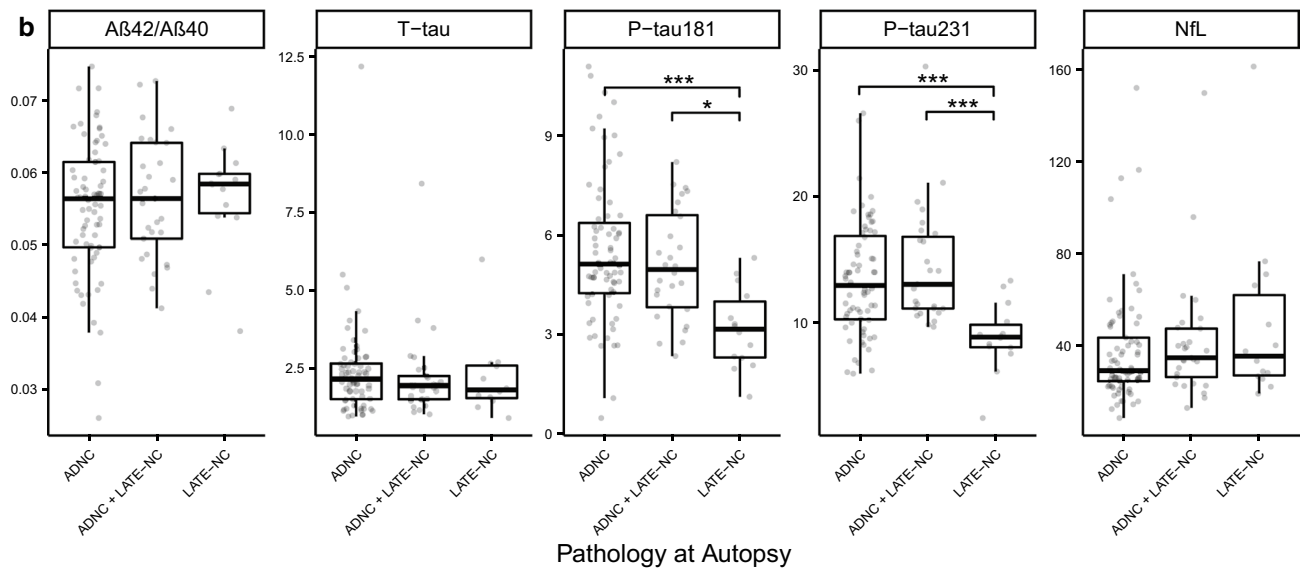 b
Aß42/Aß40
T−tau
P−tau181
P−tau231
NfL
0.07
0.06
0.05
0.04
0.03
12.5
10.0
7.5
5.0
2.5
9
6
3
0
***
*
30
20
10
***
***
160
120
80
40
ADNC
ADNC + LATE−NC
LATE−NC
ADNC
ADNC + LATE−NC
LATE−NC
ADNC
ADNC + LATE−NC
LATE−NC
ADNC
ADNC + LATE−NC
LATE−NC
ADNC
ADNC + LATE−NC
LATE−NC
Pathology at Autopsy